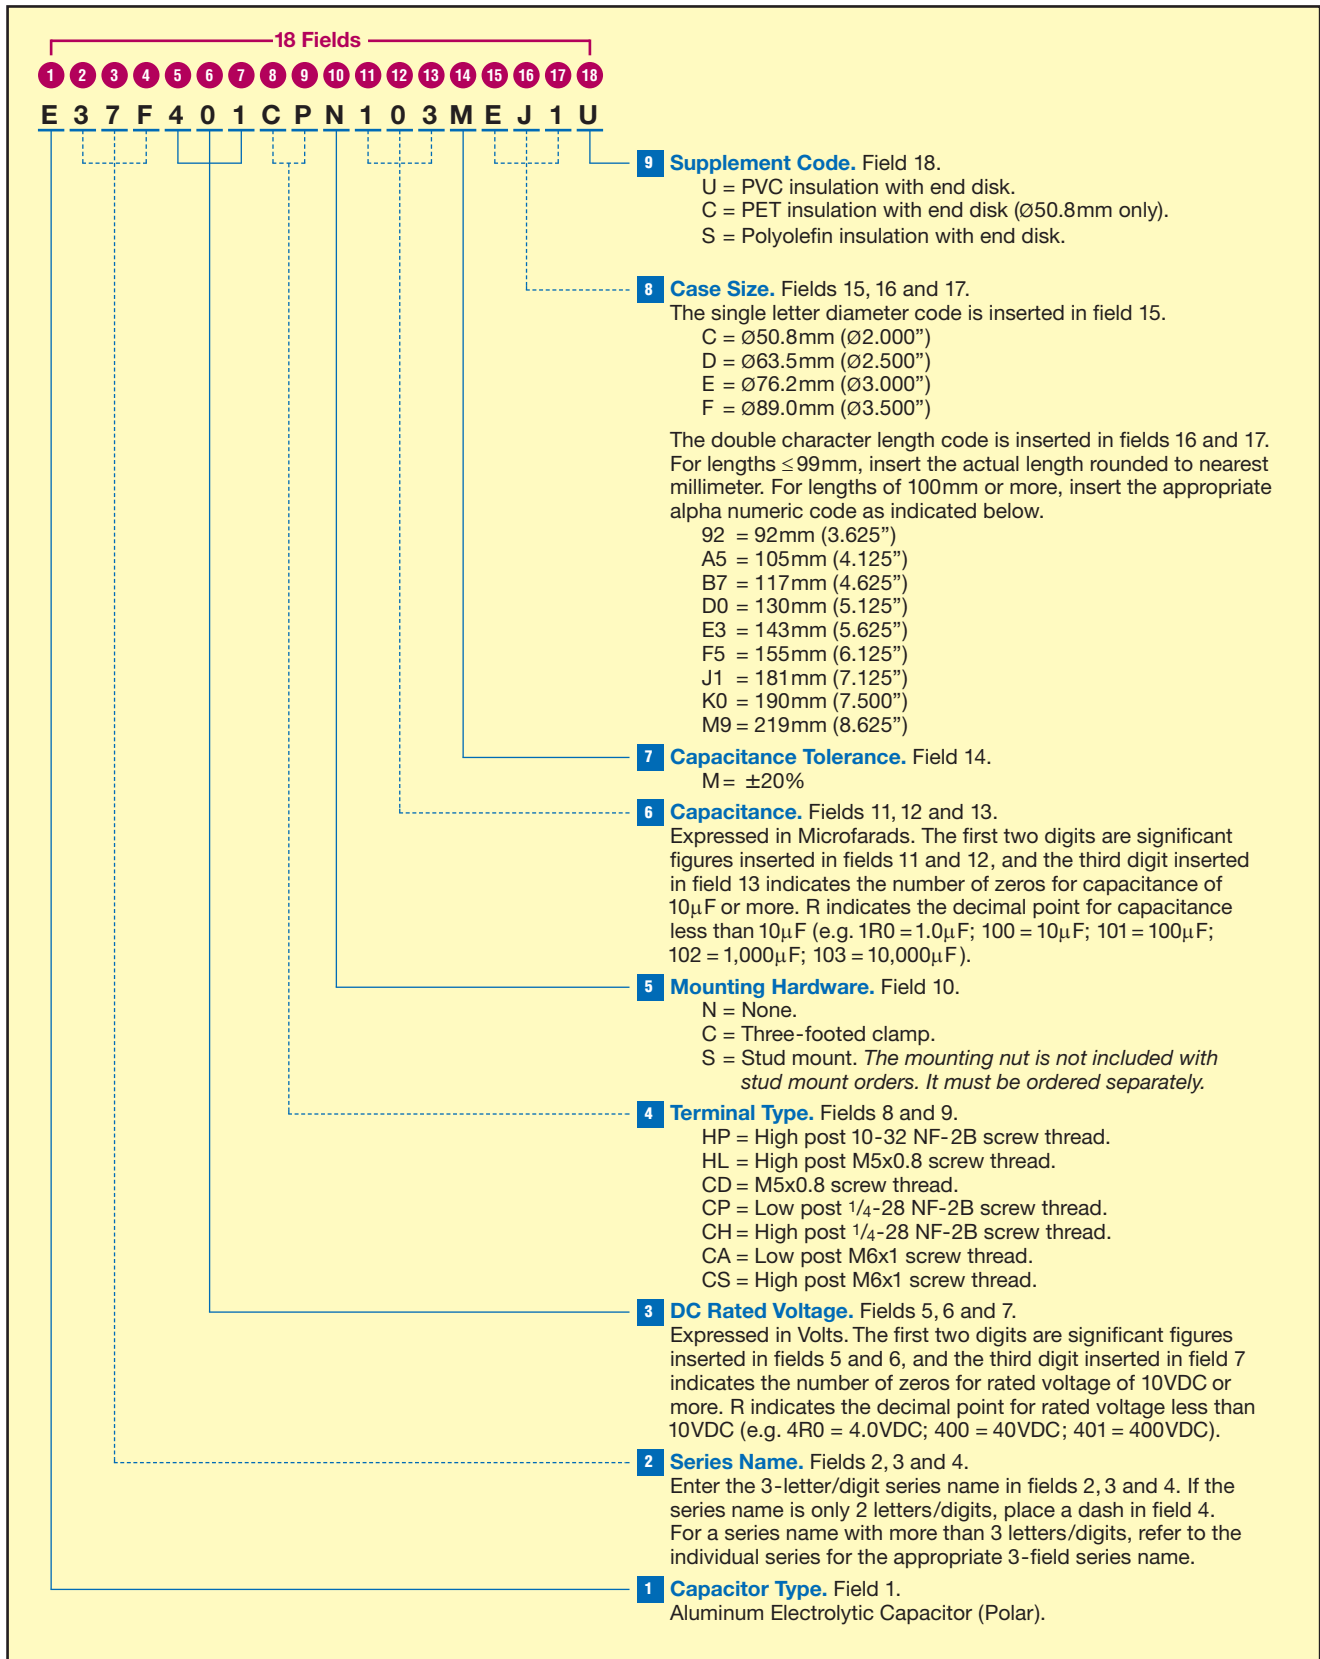 18 Fields
1 2 3 4 5 6 7 8 9 10 11 12 13 14 15 16 17 18
E 3 7 F 4 0 1 C P N 1 0 3 M E J 1 U
9 Supplement Code. Field 18.
U = PVC insulation with end disk.
C = PET insulation with end disk (Ø50.8mm only).
S = Polyolefin insulation with end disk.
8 Case Size. Fields 15, 16 and 17.
The single letter diameter code is inserted in field 15.
C = Ø50.8mm (Ø2.000”)
D = Ø63.5mm (Ø2.500”)
E = Ø76.2mm (Ø3.000”)
F = Ø89.0mm (Ø3.500”)
The double character length code is inserted in fields 16 and 17.
For lengths ≤99mm, insert the actual length rounded to nearest
millimeter. For lengths of 100mm or more, insert the appropriate
alpha numeric code as indicated below.
92 = 92mm (3.625”)
A5 = 105mm (4.125”)
B7 = 117mm (4.625”)
D0 = 130mm (5.125”)
E3 = 143mm (5.625”)
F5 = 155mm (6.125”)
J1 = 181mm (7.125”)
K0 = 190mm (7.500”)
M9 = 219mm (8.625”)
7 Capacitance Tolerance. Field 14.
M = ±20%
6 Capacitance. Fields 11, 12 and 13.
Expressed in Microfarads. The first two digits are significant
figures inserted in fields 11 and 12, and the third digit inserted
in field 13 indicates the number of zeros for capacitance of
10µF or more. R indicates the decimal point for capacitance
less than 10µF (e.g. 1R0 = 1.0µF; 100 = 10µF; 101 = 100µF;
102 = 1,000µF; 103 = 10,000µF).
5 Mounting Hardware. Field 10.
N = None.
C = Three-footed clamp.
S = Stud mount. The mounting nut is not included with
stud mount orders. It must be ordered separately.
4 Terminal Type. Fields 8 and 9.
HP = High post 10-32 NF-2B screw thread.
HL = High post M5x0.8 screw thread.
CD = M5x0.8 screw thread.
CP = Low post 1/4-28 NF-2B screw thread.
CH = High post 1/4-28 NF-2B screw thread.
CA = Low post M6x1 screw thread.
CS = High post M6x1 screw thread.
3 DC Rated Voltage. Fields 5, 6 and 7.
Expressed in Volts. The first two digits are significant figures
inserted in fields 5 and 6, and the third digit inserted in field 7
indicates the number of zeros for rated voltage of 10VDC or
more. R indicates the decimal point for rated voltage less than
10VDC (e.g. 4R0 = 4.0VDC; 400 = 40VDC; 401 = 400VDC).
2 Series Name. Fields 2, 3 and 4.
Enter the 3-letter/digit series name in fields 2, 3 and 4. If the
series name is only 2 letters/digits, place a dash in field 4.
For a series name with more than 3 letters/digits, refer to the
individual series for the appropriate 3-field series name.
1 Capacitor Type. Field 1.
Aluminum Electrolytic Capacitor (Polar).